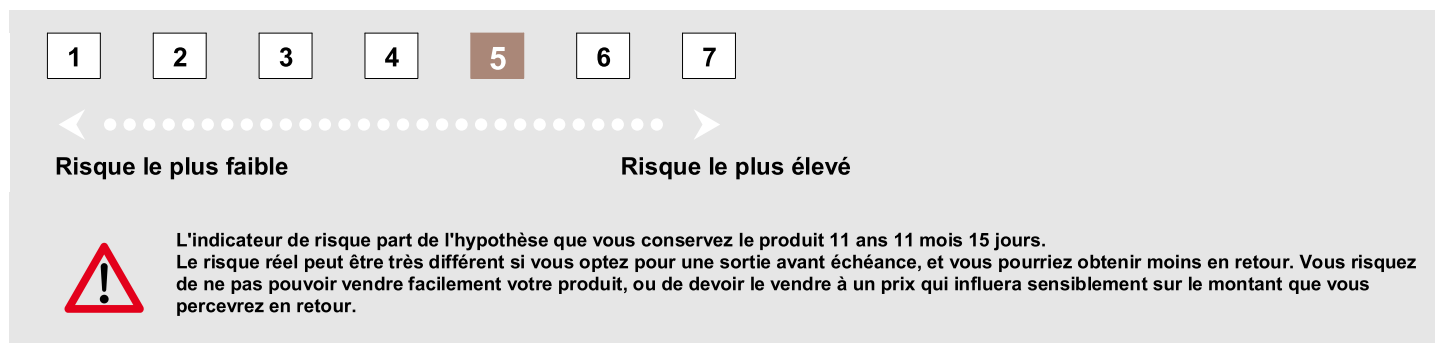 1 2 3 4 5 6 7
Risque le plus faible Risque le plus élevé
L'indicateur de risque part de l'hypothèse que vous conservez le produit 11 ans 11 mois 15 jours.
Le risque réel peut être très différent si vous optez pour une sortie avant échéance, et vous pourriez obtenir moins en retour. Vous risquez
de ne pas pouvoir vendre facilement votre produit, ou de devoir le vendre à un prix qui influera sensiblement sur le montant que vous
percevrez en retour.